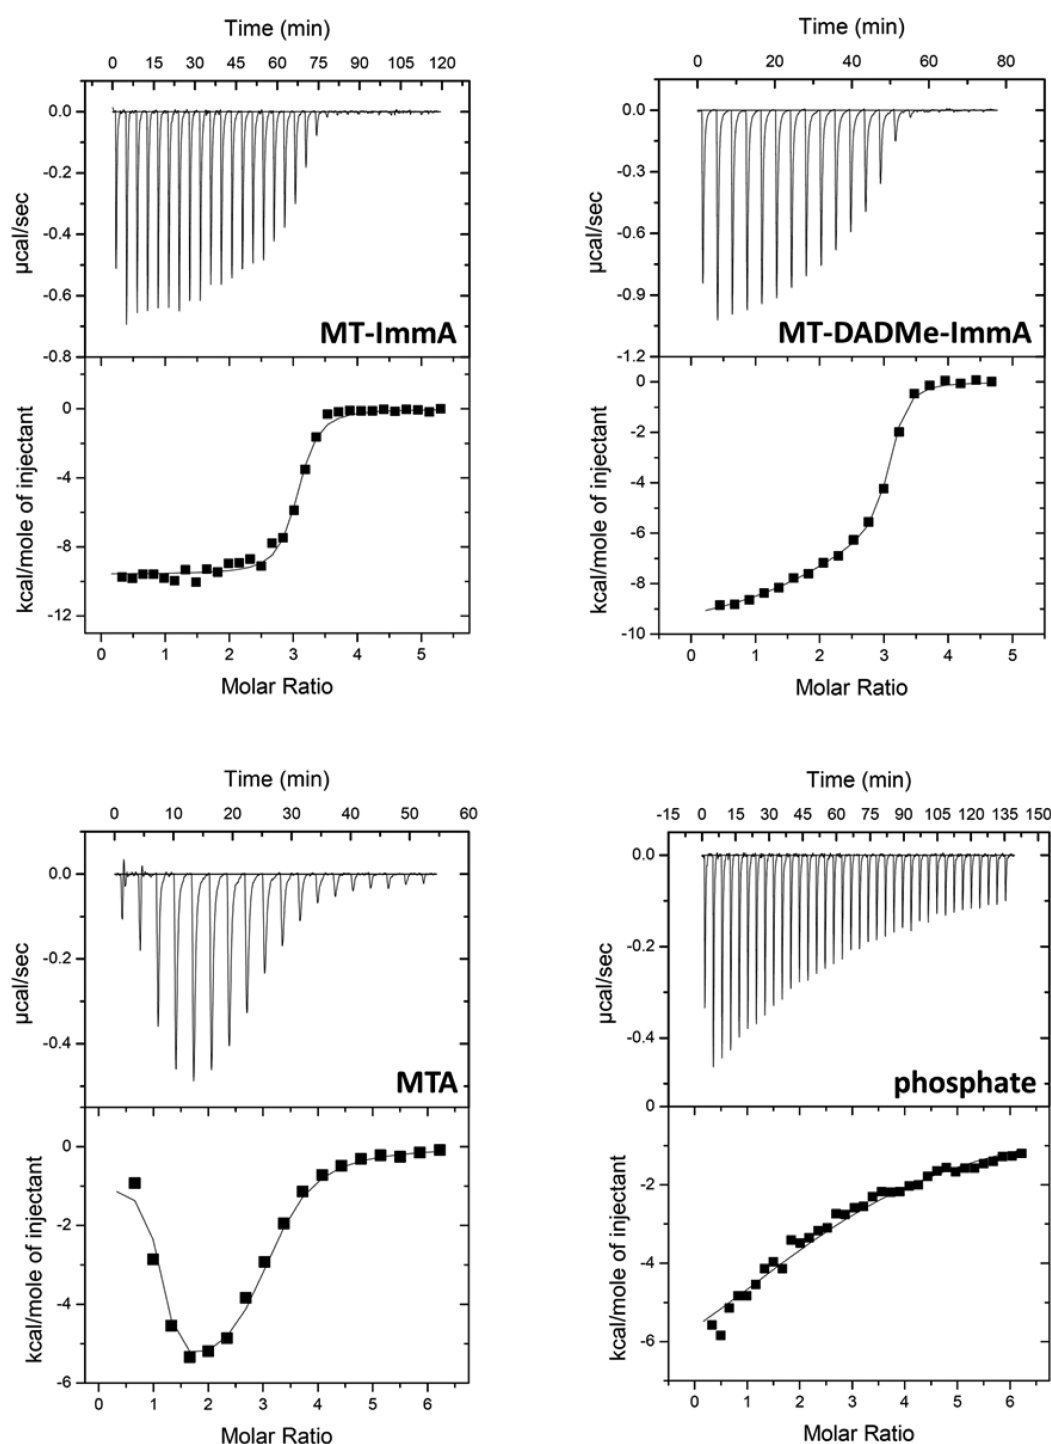 Time (min)
0 15 30 45 60 75 90 105 120
0.0
-0.2
-0.4
-0.6
-0.8
µcal/sec
MT-ImmA
0
-4
-8
-12
kcal/mole of injectant
0 1 2 3 4 5
Molar Ratio
Time (min)
0 20 40 60 80
0.0
-0.3
-0.6
-0.9
-1.2
µcal/sec
MT-DADMe-ImmA
0
-2
-4
-6
-8
-10
kcal/mole of injectant
0 1 2 3 4 5
Molar Ratio
Time (min)
0 10 20 30 40 50 60
0.0
-0.2
-0.4
µcal/sec
MTA
0
-2
-4
-6
kcal/mole of injectant
0 1 2 3 4 5 6
Molar Ratio
Time (min)
-15 0 15 30 45 60 75 90 105 120 135 150
0.0
-0.2
-0.4
µcal/sec
phosphate
0
-2
-4
-6
kcal/mole of injectant
0 1 2 3 4 5 6
Molar Ratio